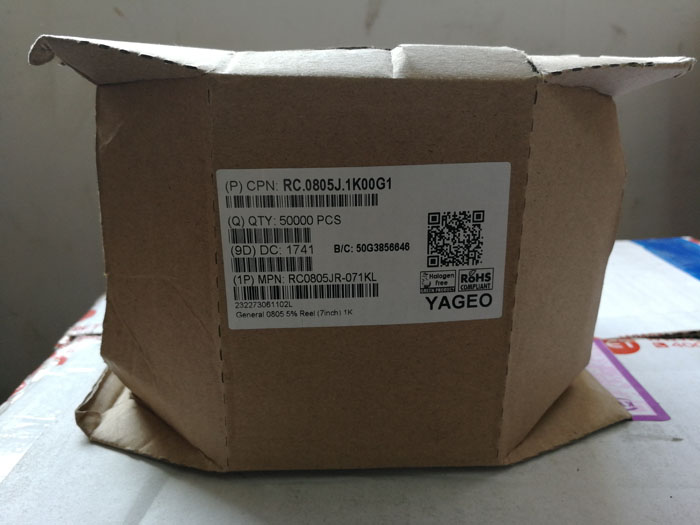 (P) CPN: RC.0805J.1K00G1
(Q) QTY: 50000 PCS
(9D) DC: 1741 B/C: 50G3856646
(1P) MPN: RC0805JR-071KL
232273061102L
General 0805 5% Reel (7inch) 1K
Halogen
free
RoHS
COMPLIANT
YAGEO